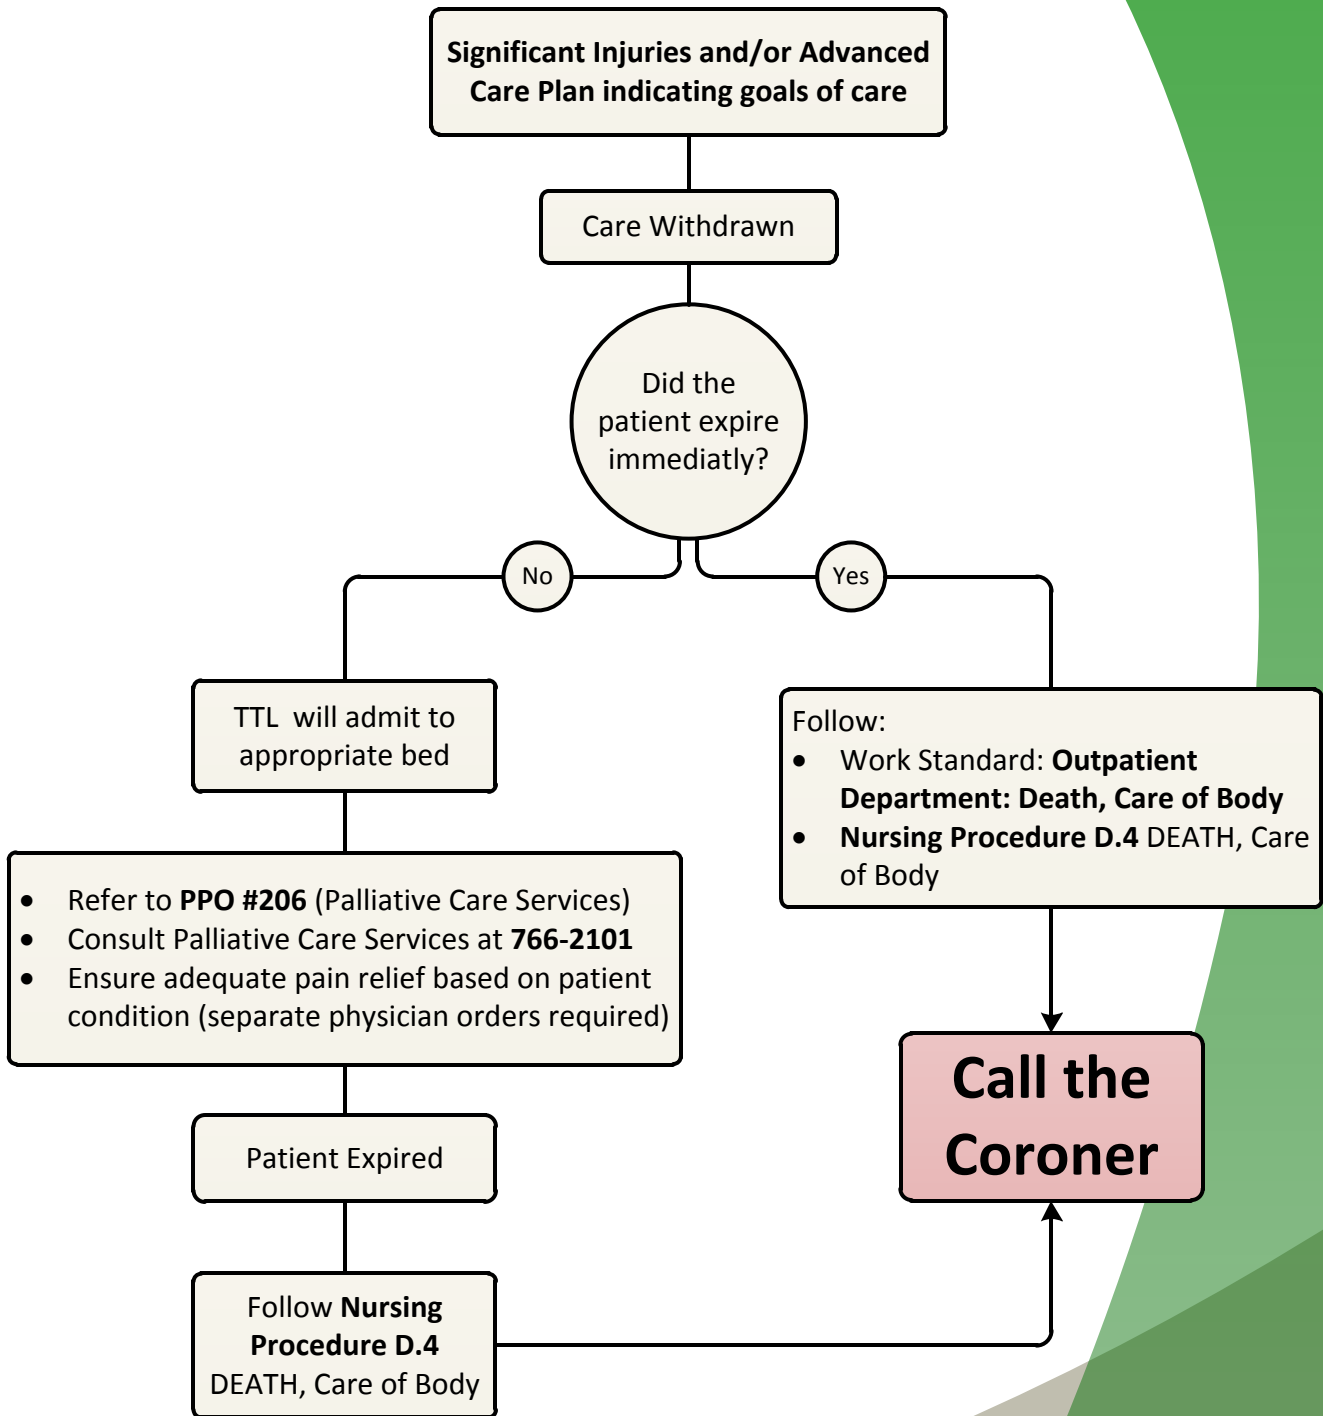 Significant Injuries and/or Advanced
Care Plan indicating goals of care
Care Withdrawn
Did the
patient expire
immediatly?
No
Yes
TTL will admit to
appropriate bed
• Refer to PPO #206 (Palliative Care Services)
• Consult Palliative Care Services at 766-2101
• Ensure adequate pain relief based on patient
condition (separate physician orders required)
Patient Expired
Follow Nursing
Procedure D.4
DEATH, Care of Body
Follow:
• Work Standard: Outpatient
Department: Death, Care of Body
• Nursing Procedure D.4 DEATH, Care
of Body
Call the
Coroner